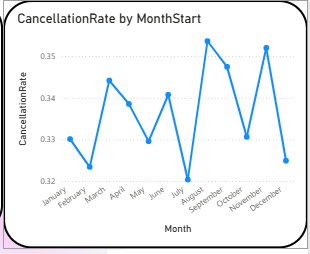 CancellationRate by MonthStart
CancellationRate
0.35
0.34
0.33
0.32
January
February
March
April
May
June
July
August
September
October
November
December
Month